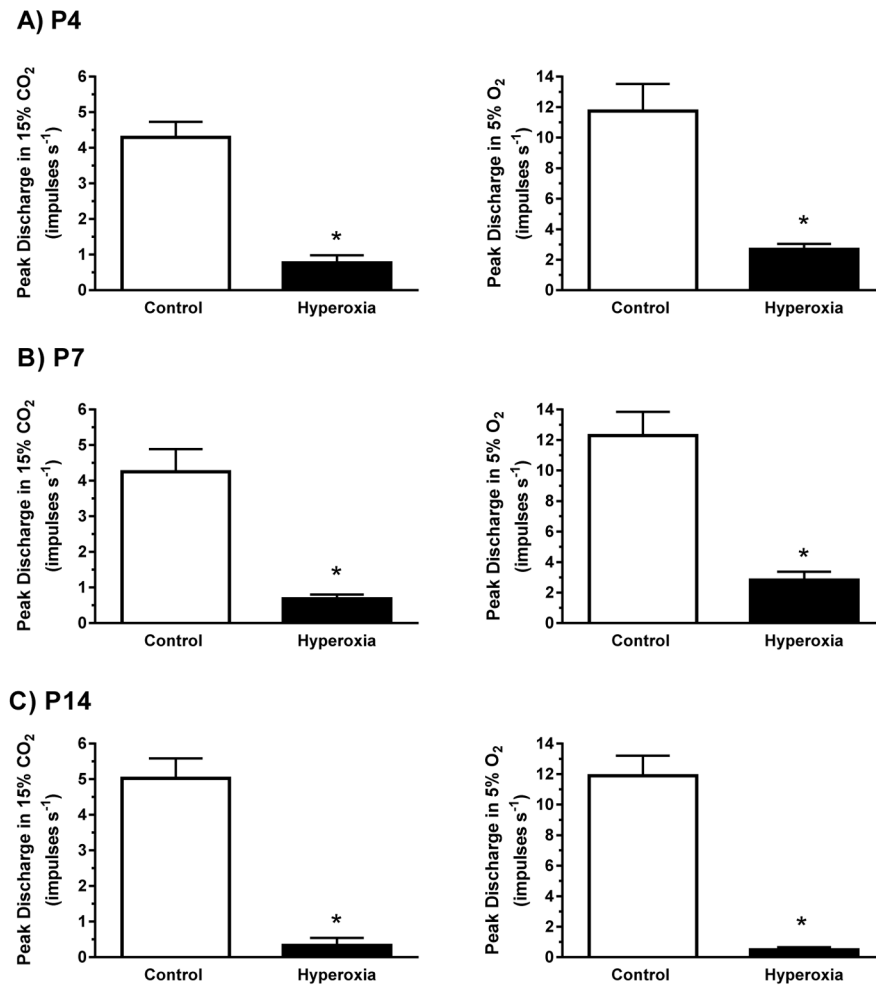 A) P4
Peak Discharge in 15% CO₂
(impulses s⁻¹)
6
5
4
3
2
1
0
*
Control
Hyperoxia
Peak Discharge in 5% O₂
(impulses s⁻¹)
14
12
10
8
6
4
2
0
*
Control
Hyperoxia
B) P7
Peak Discharge in 15% CO₂
(impulses s⁻¹)
6
5
4
3
2
1
0
*
Control
Hyperoxia
Peak Discharge in 5% O₂
(impulses s⁻¹)
14
12
10
8
6
4
2
0
*
Control
Hyperoxia
C) P14
Peak Discharge in 15% CO₂
(impulses s⁻¹)
6
5
4
3
2
1
0
*
Control
Hyperoxia
Peak Discharge in 5% O₂
(impulses s⁻¹)
14
12
10
8
6
4
2
0
*
Control
Hyperoxia